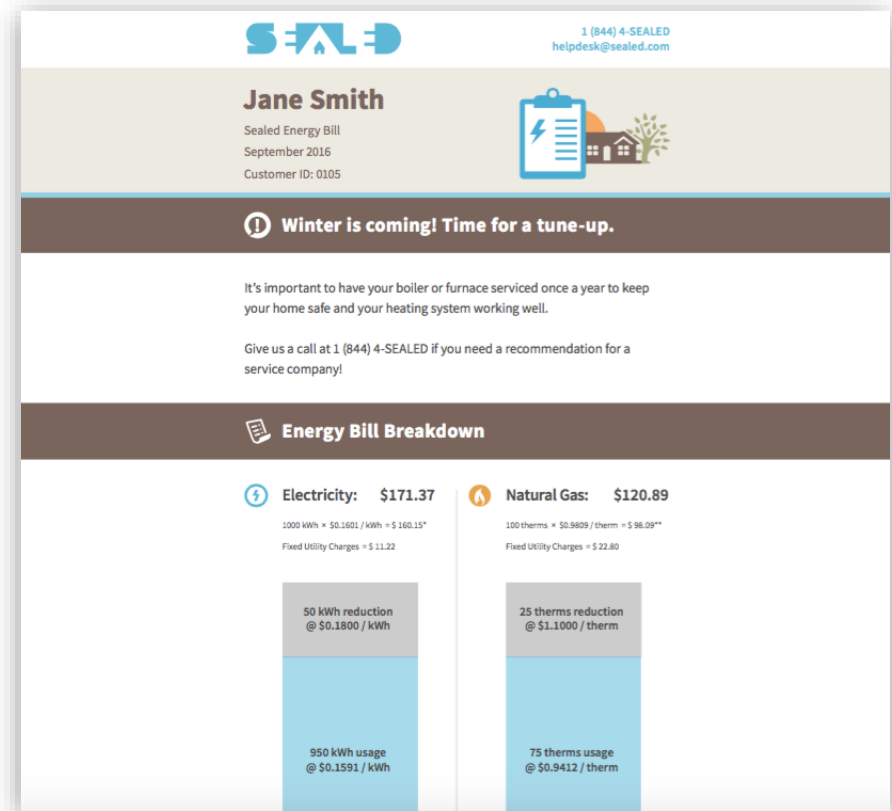 SEALED
1 (844) 4-SEALED
helpdesk@sealed.com
Jane Smith
Sealed Energy Bill
September 2016
Customer ID: 0105
Winter is coming! Time for a tune-up.
It’s important to have your boiler or furnace serviced once a year to keep
your home safe and your heating system working well.
Give us a call at 1 (844) 4-SEALED if you need a recommendation for a
service company!
Energy Bill Breakdown
Electricity: $171.37
1000 kWh × $0.1601 / kWh = $ 160.15*
Fixed Utility Charges = $ 11.22
50 kWh reduction
@ $0.1800 / kWh
950 kWh usage
@ $0.1591 / kWh
Natural Gas: $120.89
100 therms × $0.9809 / therm = $ 98.09**
Fixed Utility Charges = $ 22.80
25 therms reduction
@ $1.1000 / therm
75 therms usage
@ $0.9412 / therm